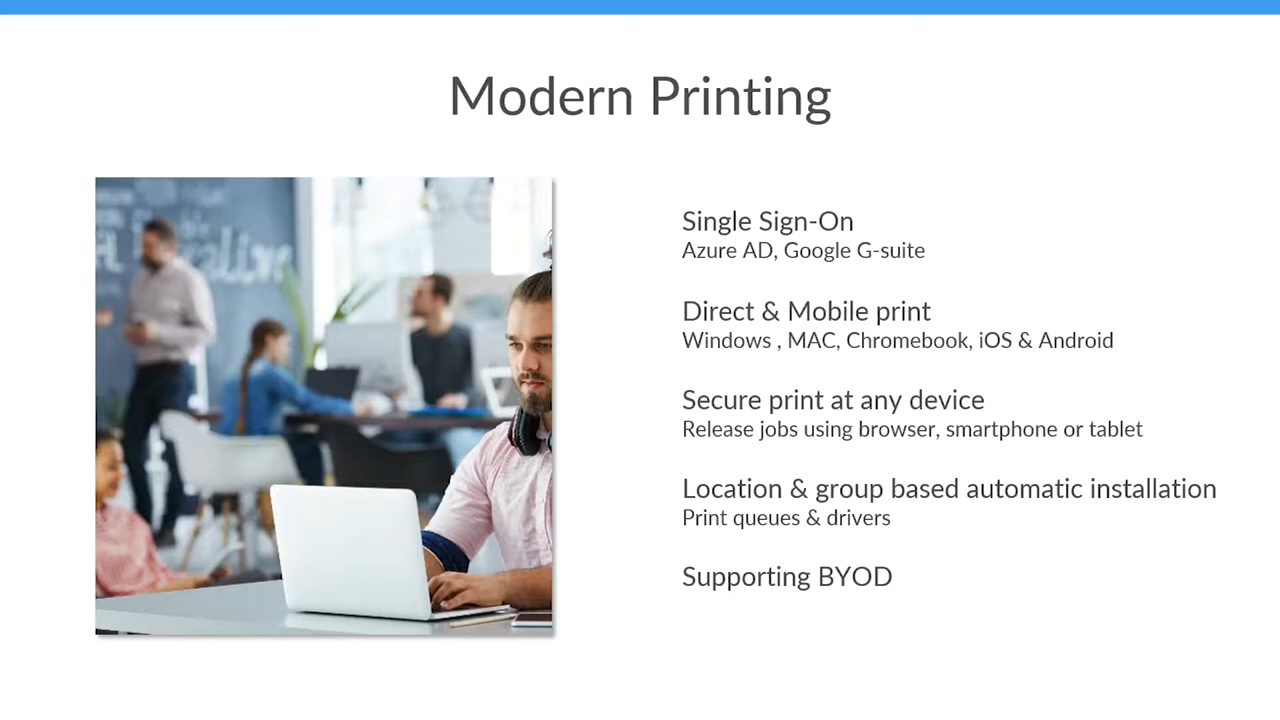 Modern Printing
Single Sign-On
Azure AD, Google G-suite
Direct & Mobile print
Windows , MAC, Chromebook, iOS & Android
Secure print at any device
Release jobs using browser, smartphone or tablet
Location & group based automatic installation
Print queues & drivers
Supporting BYOD